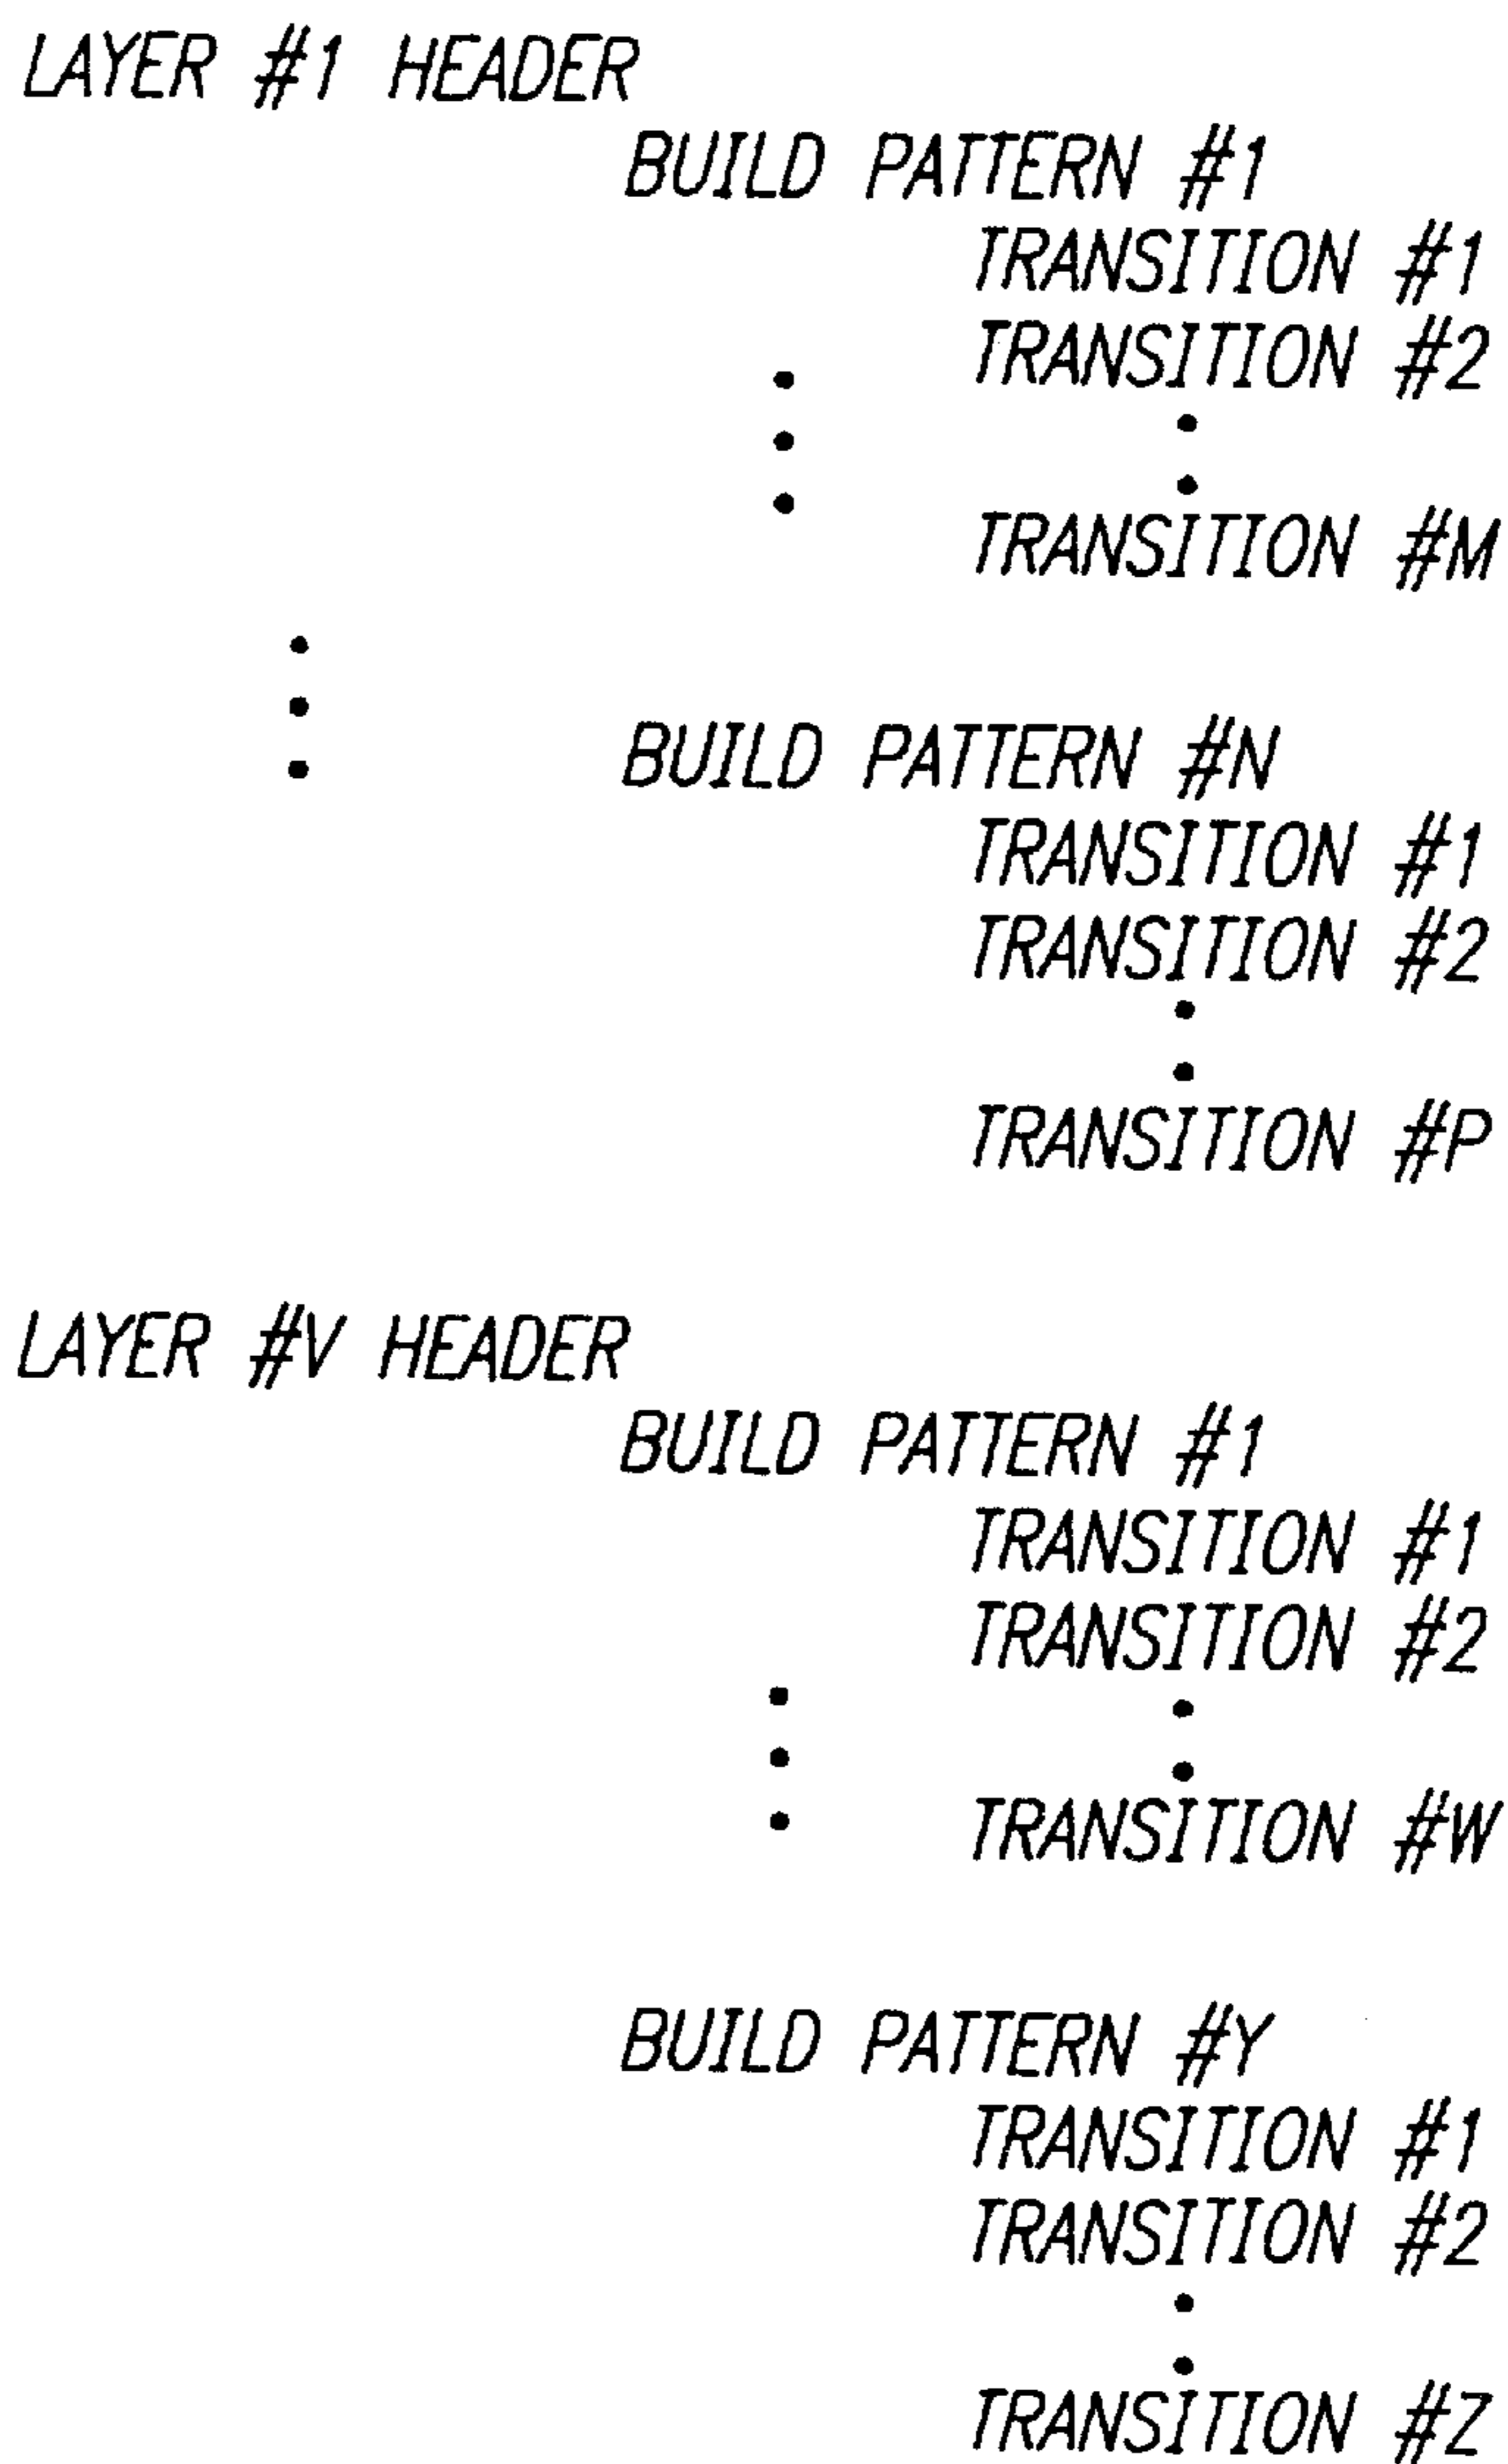 LAYER #1 HEADER
BUILD PATTERN #1
TRANSITION #1
TRANSITION #2
TRANSITION #M
BUILD PATTERN #N
TRANSITION #1
TRANSITION #2
TRANSITION #P
LAYER #V HEADER
BUILD PATTERN #1
TRANSITION #1
TRANSITION #2
TRANSITION #W
BUILD PATTERN #Y
TRANSITION #1
TRANSITION #2
TRANSITION #Z